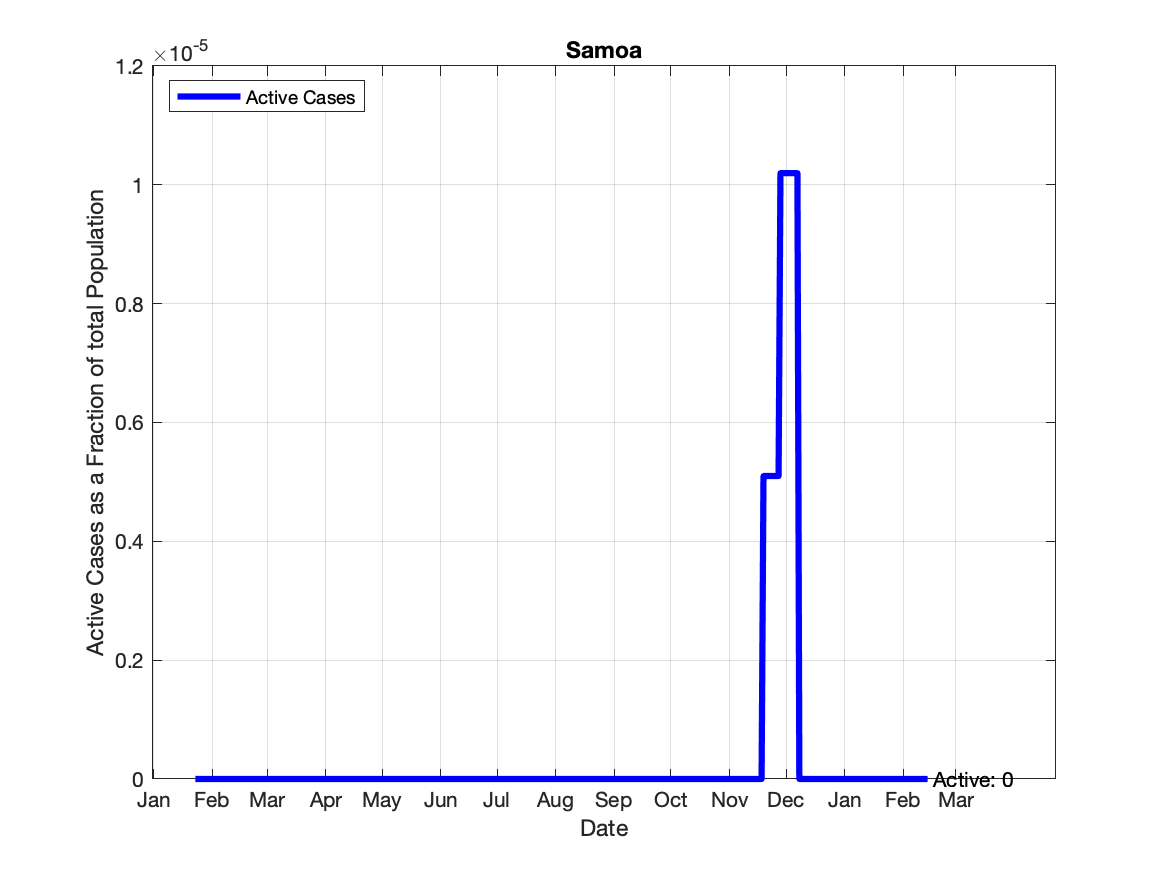 Samoa
×10-5
Active Cases
1.2
1
0.8
0.6
0.4
0.2
0
Active Cases as a Fraction of total Population
Active: 0
Jan Feb Mar Apr May Jun Jul Aug Sep Oct Nov Dec Jan Feb Mar
Date